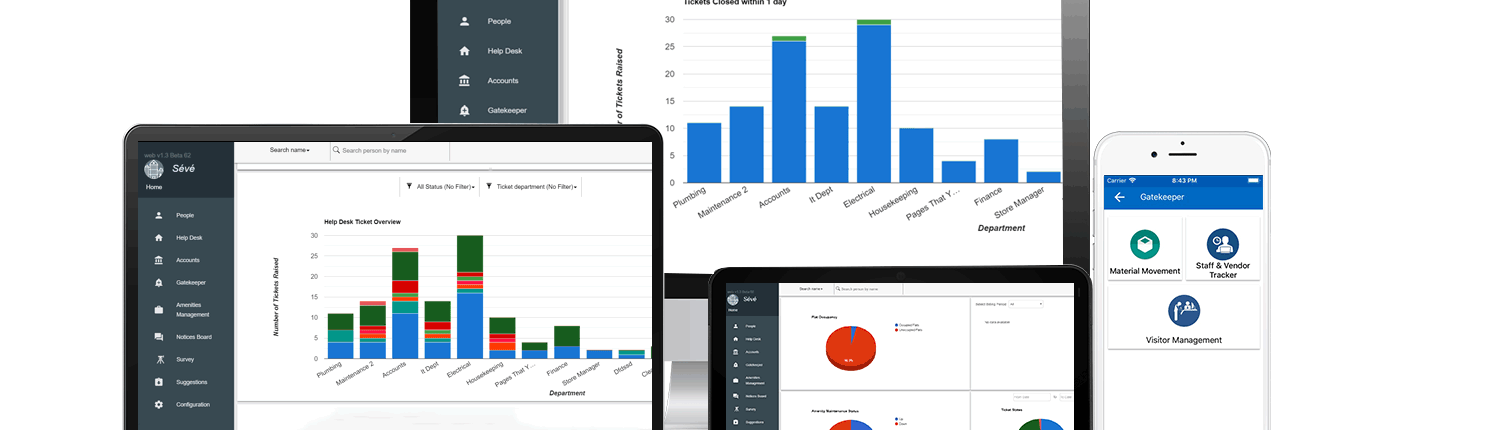 Tickets Closed within 1 day
People
Help Desk
Accounts
Gatekeeper
Number of Tickets Raised
30
25
20
15
10
5
0
Plumbing
Maintenance 2
Accounts
It Dept
Electrical
Housekeeping
Pages That Y…
Finance
Store Manager
Department
web v1.3 Beta 62
Sévé
Home
People
Help Desk
Accounts
Gatekeeper
Amenities
Management
Notices Board
Survey
Suggestions
Configuration
Search name
Search person by name
All Status (No Filter)
Ticket department (No Filter)
Help Desk Ticket Overview
Number of Tickets Raised
30
25
20
15
10
5
0
Plumbing
Maintenance 2
Accounts
It Dept
Electrical
Housekeeping
Pages That Y…
Finance
Store Manager
Dfdssd
Department
Sévé
Home
People
Help Desk
Accounts
Gatekeeper
Amenities
Management
Notices Board
Survey
Suggestions
Search name
Search person by name
Flat Occupancy
Occupied Flats
Unoccupied Flats
No data available
Amenity Maintenance Status
Up
Down
Ticket Status
Carrier
8:43 PM
Gatekeeper
Material Movement
Staff & Vendor
Tracker
Visitor Management